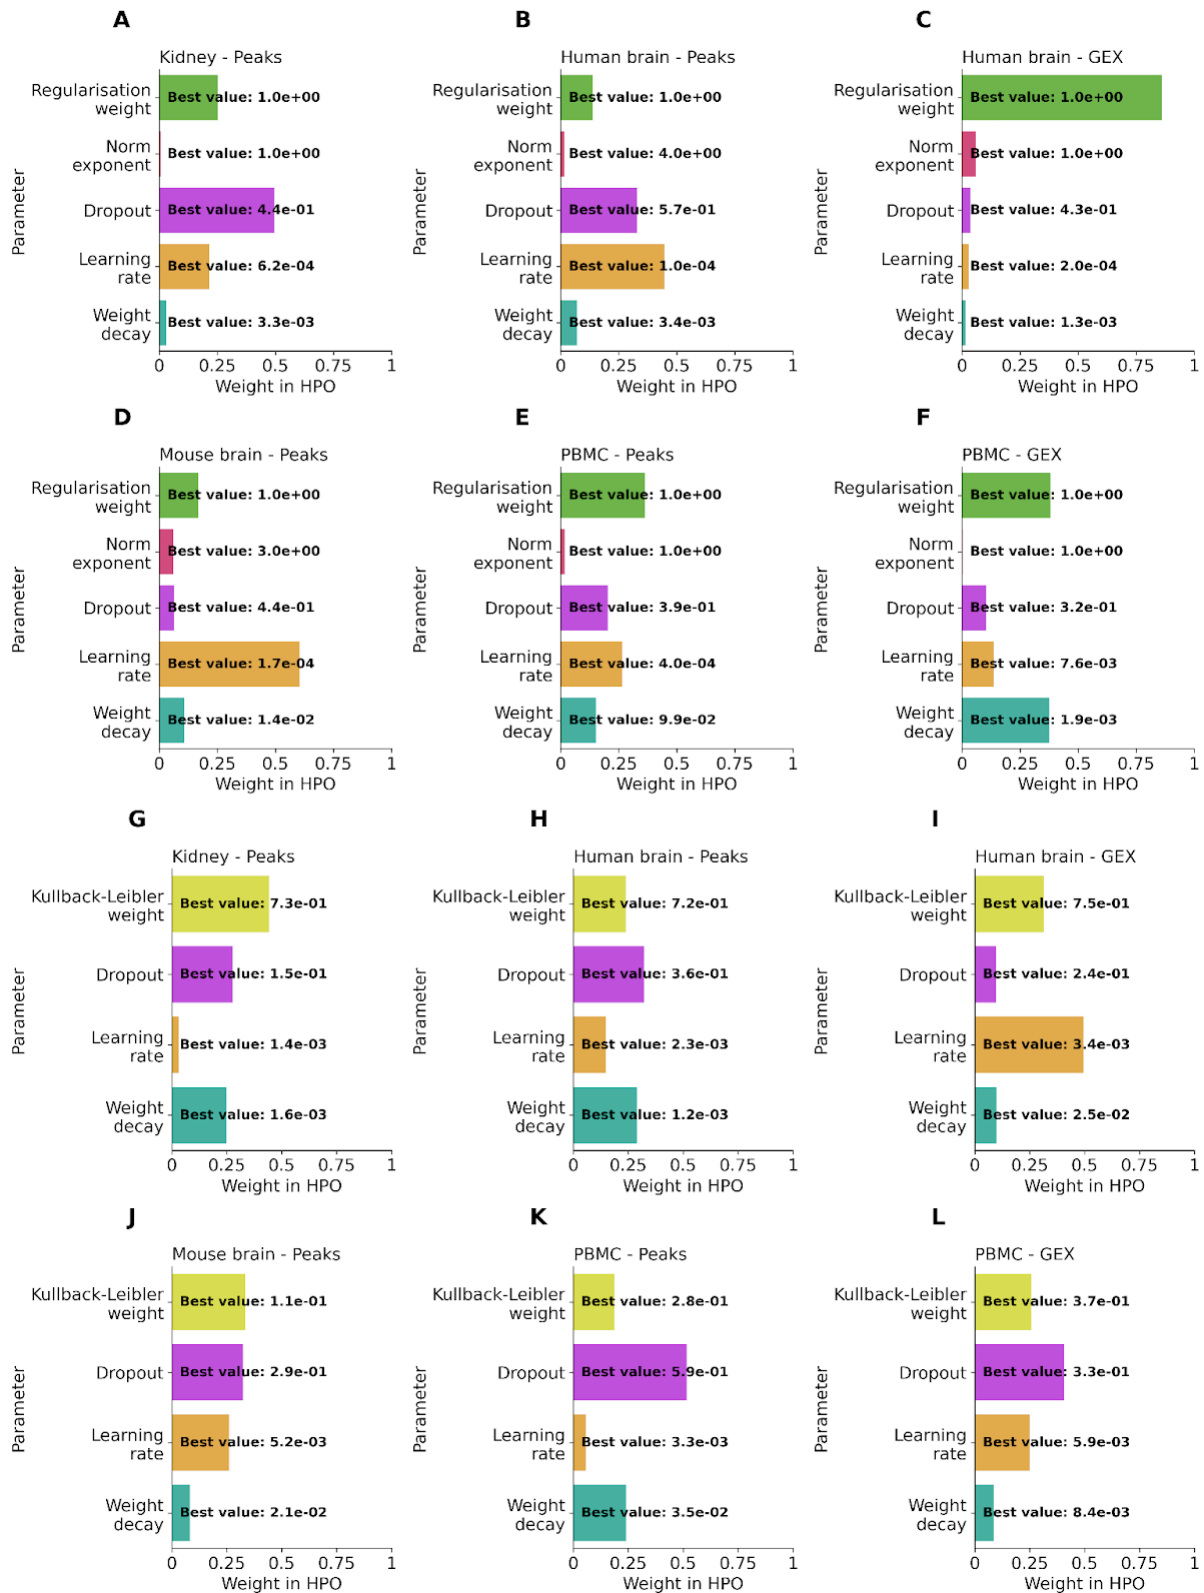 A
Kidney - Peaks
Parameter
Regularisation
weight
Best value: 1.0e+00
Norm
exponent
Best value: 1.0e+00
Dropout
Best value: 4.4e-01
Learning
rate
Best value: 6.2e-04
Weight
decay
Best value: 3.3e-03
0 0.25 0.5 0.75 1
Weight in HPO
B
Human brain - Peaks
Parameter
Regularisation
weight
Best value: 1.0e+00
Norm
exponent
Best value: 4.0e+00
Dropout
Best value: 5.7e-01
Learning
rate
Best value: 1.0e-04
Weight
decay
Best value: 3.4e-03
0 0.25 0.5 0.75 1
Weight in HPO
C
Human brain - GEX
Parameter
Regularisation
weight
Best value: 1.0e+00
Norm
exponent
Best value: 1.0e+00
Dropout
Best value: 4.3e-01
Learning
rate
Best value: 2.0e-04
Weight
decay
Best value: 1.3e-03
0 0.25 0.5 0.75 1
Weight in HPO
D
Mouse brain - Peaks
Parameter
Regularisation
weight
Best value: 1.0e+00
Norm
exponent
Best value: 3.0e+00
Dropout
Best value: 4.4e-01
Learning
rate
Best value: 1.7e-04
Weight
decay
Best value: 1.4e-02
0 0.25 0.5 0.75 1
Weight in HPO
E
PBMC - Peaks
Parameter
Regularisation
weight
Best value: 1.0e+00
Norm
exponent
Best value: 1.0e+00
Dropout
Best value: 3.9e-01
Learning
rate
Best value: 4.0e-04
Weight
decay
Best value: 9.9e-02
0 0.25 0.5 0.75 1
Weight in HPO
F
PBMC - GEX
Parameter
Regularisation
weight
Best value: 1.0e+00
Norm
exponent
Best value: 1.0e+00
Dropout
Best value: 3.2e-01
Learning
rate
Best value: 7.6e-03
Weight
decay
Best value: 1.9e-03
0 0.25 0.5 0.75 1
Weight in HPO
G
Kidney - Peaks
Parameter
Kullback-Leibler
weight
Best value: 7.3e-01
Dropout
Best value: 1.5e-01
Learning
rate
Best value: 1.4e-03
Weight
decay
Best value: 1.6e-03
0 0.25 0.5 0.75 1
Weight in HPO
H
Human brain - Peaks
Parameter
Kullback-Leibler
weight
Best value: 7.2e-01
Dropout
Best value: 3.6e-01
Learning
rate
Best value: 2.3e-03
Weight
decay
Best value: 1.2e-03
0 0.25 0.5 0.75 1
Weight in HPO
I
Human brain - GEX
Parameter
Kullback-Leibler
weight
Best value: 7.5e-01
Dropout
Best value: 2.4e-01
Learning
rate
Best value: 3.4e-03
Weight
decay
Best value: 2.5e-02
0 0.25 0.5 0.75 1
Weight in HPO
J
Mouse brain - Peaks
Parameter
Kullback-Leibler
weight
Best value: 1.1e-01
Dropout
Best value: 2.9e-01
Learning
rate
Best value: 5.2e-03
Weight
decay
Best value: 2.1e-02
0 0.25 0.5 0.75 1
Weight in HPO
K
PBMC - Peaks
Parameter
Kullback-Leibler
weight
Best value: 2.8e-01
Dropout
Best value: 5.9e-01
Learning
rate
Best value: 3.3e-03
Weight
decay
Best value: 3.5e-02
0 0.25 0.5 0.75 1
Weight in HPO
L
PBMC - GEX
Parameter
Kullback-Leibler
weight
Best value: 3.7e-01
Dropout
Best value: 3.3e-01
Learning
rate
Best value: 5.9e-03
Weight
decay
Best value: 8.4e-03
0 0.25 0.5 0.75 1
Weight in HPO